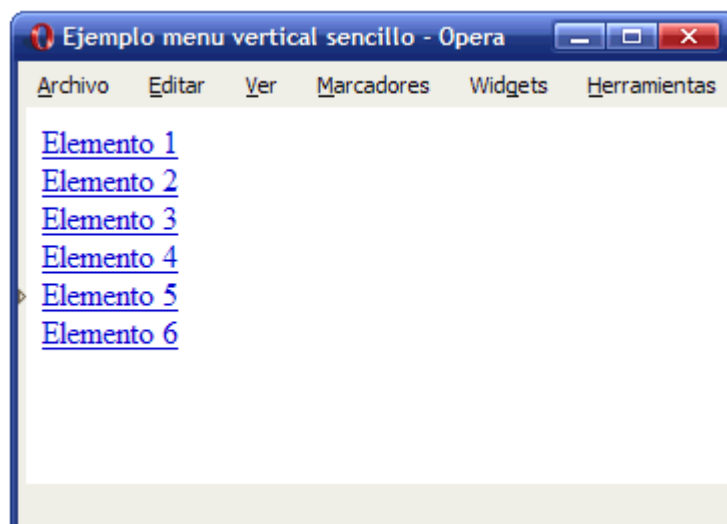 Ejemplo menu vertical sencillo - Opera
Archivo Editar Ver Marcadores Widgets Herramientas
Elemento 1
Elemento 2
Elemento 3
Elemento 4
Elemento 5
Elemento 6